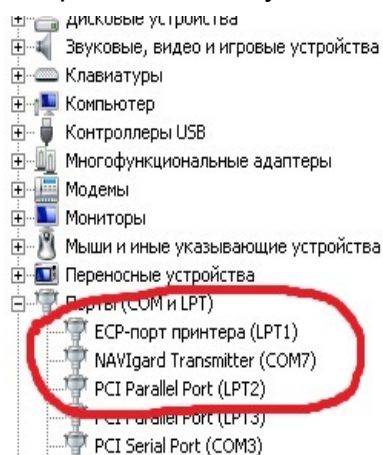 Дисковые устройства
Звуковые, видео и игровые устройства
Клавиатуры
Компьютер
Контроллеры USB
Многофункциональные адаптеры
Модемы
Мониторы
Мыши и иные указывающие устройства
Переносные устройства
Порты (COM и LPT)
ECP-порт принтера (LPT1)
NAVIgard Transmitter (COM7)
PCI Parallel Port (LPT2)
PCI Parallel Port (LPT3)
PCI Serial Port (COM3)